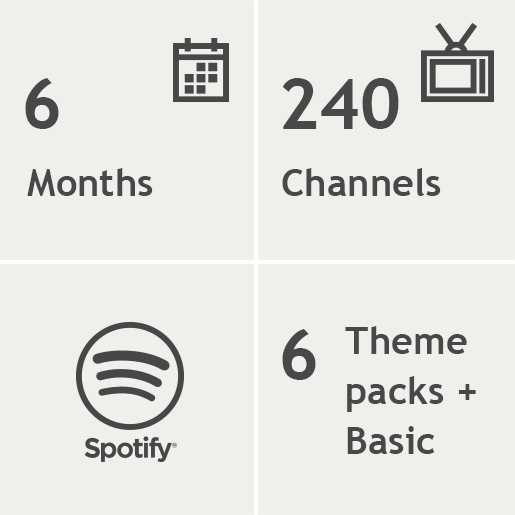 6
Months
240
Channels
Spotify®
6
Theme
packs +
Basic